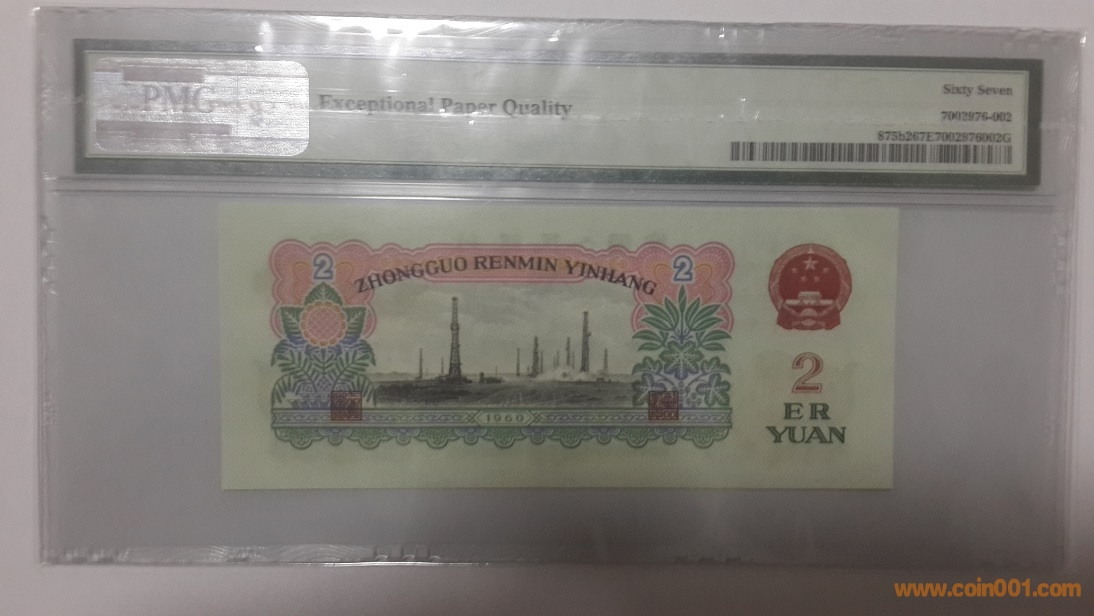 PMG
Exceptional Paper Quality
Sixty Seven
7002976-002
875b267E7002976002G
2
ZHONGGUO RENMIN YINHANG
2
1960
2
ER
YUAN
www.coin001.com